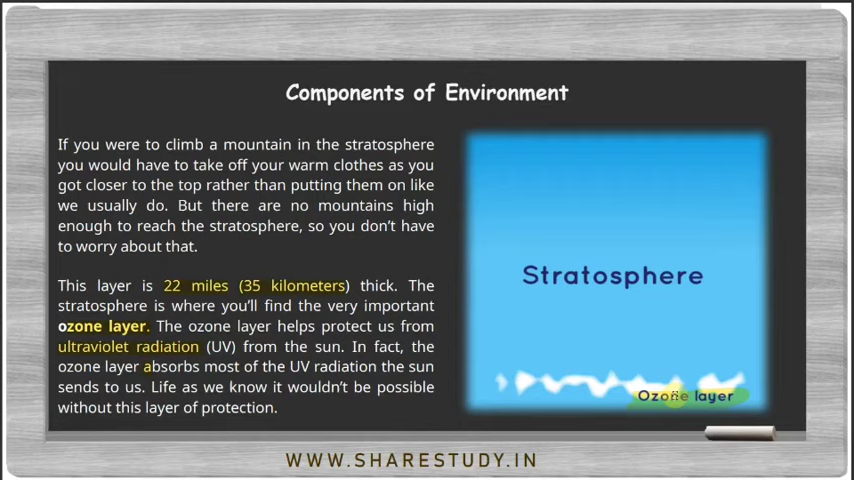 Components of Environment
If you were to climb a mountain in the stratosphere
you would have to take off your warm clothes as you
got closer to the top rather than putting them on like
we usually do. But there are no mountains high
enough to reach the stratosphere, so you don't have
to worry about that.
This layer is 22 miles (35 kilometers) thick. The
stratosphere is where you'll find the very important
ozone layer. The ozone layer helps protect us from
ultraviolet radiation (UV) from the sun. In fact, the
ozone layer absorbs most of the UV radiation the sun
sends to us. Life as we know it wouldn't be possible
without this layer of protection.
Stratosphere
Ozone layer
WWW.SHARESTUDY.IN